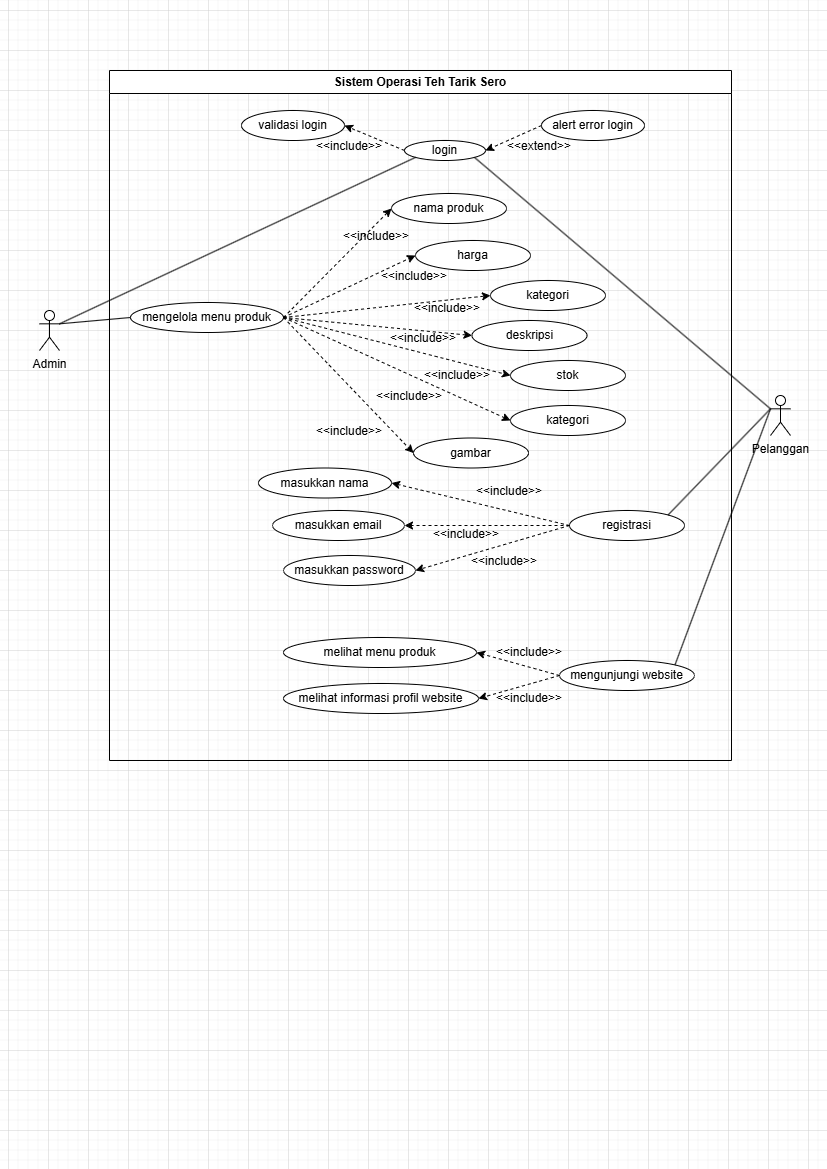 Sistem Operasi Teh Tarik Sero
validasi login
alert error login
<<include>>
login
<<extend>>
nama produk
<<include>>
harga
<<include>>
kategori
<<include>>
mengelola menu produk
deskripsi
<<include>>
Admin
stok
<<include>>
<<include>>
kategori
<<include>>
Pelanggan
gambar
masukkan nama
<<include>>
masukkan email
registrasi
<<include>>
masukkan password
<<include>>
melihat menu produk
<<include>>
mengunjungi website
melihat informasi profil website
<<include>>